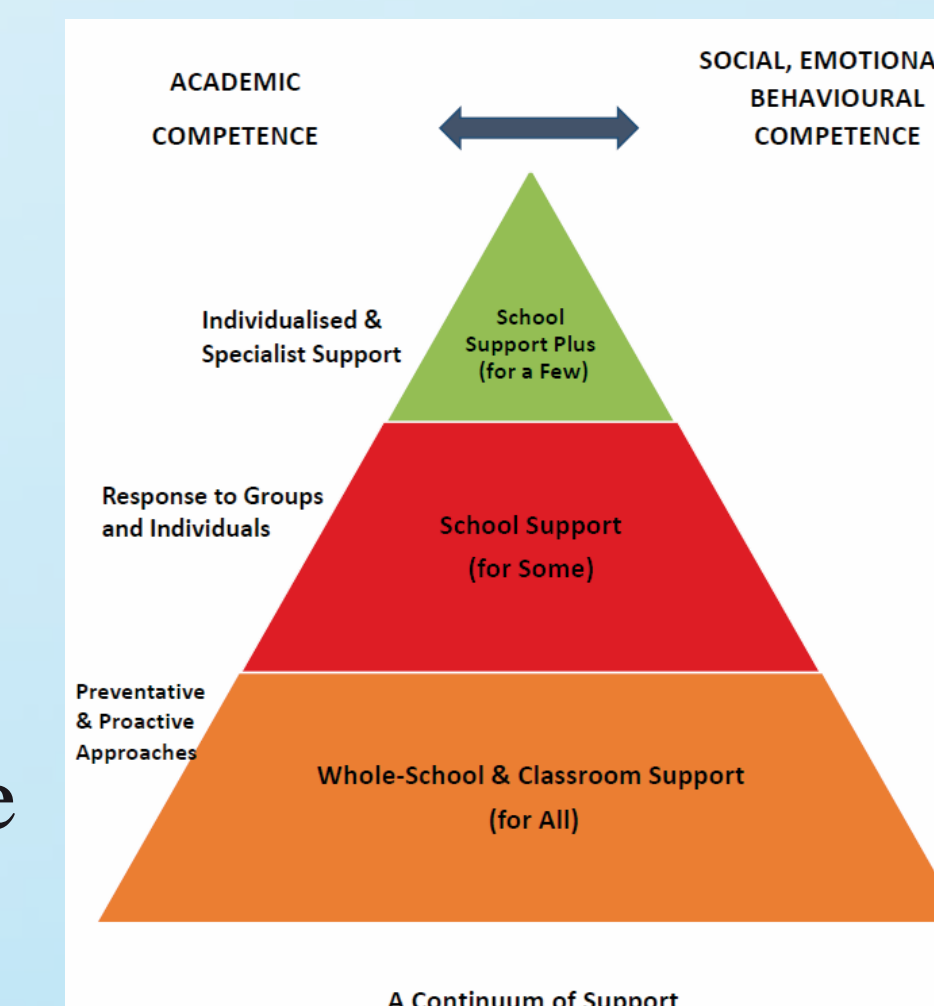 ACADEMIC
COMPETENCE
SOCIAL, EMOTIONA
BEHAVIOURAL
COMPETENCE
Individualised &
Specialist Support
School
Support Plus
(for a Few)
Response to Groups
and Individuals
School Support
(for Some)
Preventative
& Proactive
Approaches
Whole-School & Classroom Support
(for All)
e
A Continuum of Support